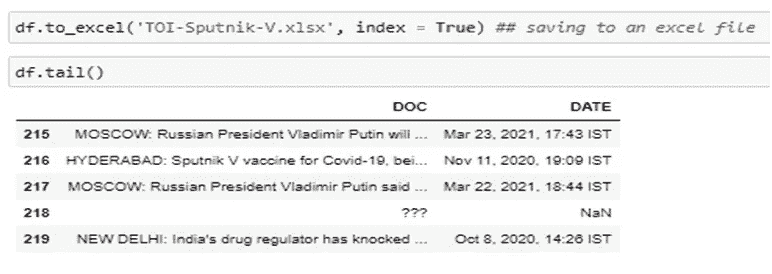 df.to_excel('TOI-Sputnik-V.xlsx', index = True) ## saving to an excel file
df.tail()
DOC DATE
215 MOSCOW: Russian President Vladimir Putin will ... Mar 23, 2021, 17:43 IST
216 HYDERABAD: Sputnik V vaccine for Covid-19, bei... Nov 11, 2020, 19:09 IST
217 MOSCOW: Russian President Vladimir Putin said ... Mar 22, 2021, 18:44 IST
218 ??? NaN
219 NEW DELHI: India's drug regulator has knocked ... Oct 8, 2020, 14:26 IST